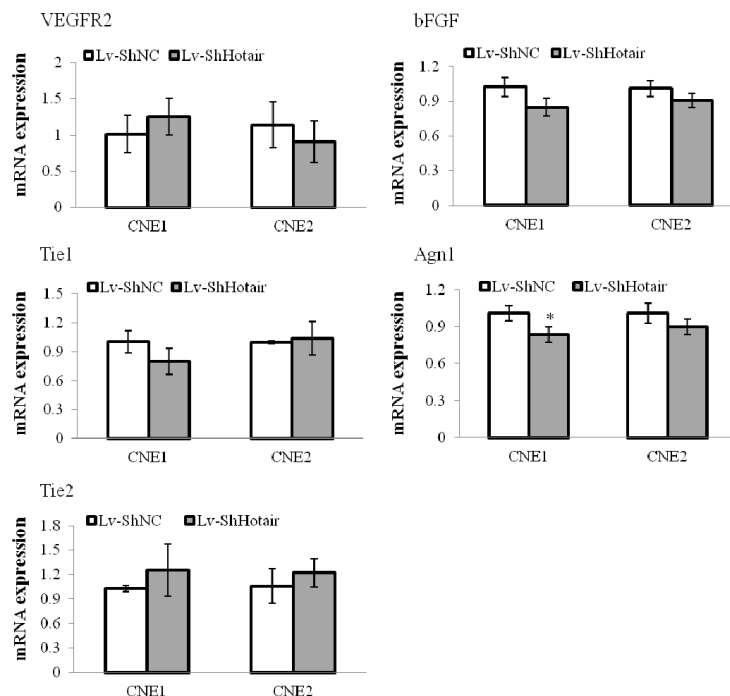 VEGFR2
Lv-ShNC Lv-ShHotair
mRNA expression
2
1.5
1
0.5
0
CNE1 CNE2
bFGF
Lv-ShNC Lv-ShHotair
mRNA expression
1.2
0.9
0.6
0.3
0
CNE1 CNE2
Tie1
Lv-ShNC Lv-ShHotair
mRNA expression
1.5
1.2
0.9
0.6
0.3
0
CNE1 CNE2
Agn1
Lv-ShNC Lv-ShHotair
mRNA expression
1.2
0.9
0.6
0.3
0
*
CNE1 CNE2
Tie2
Lv-ShNC Lv-ShHotair
mRNA expression
1.8
1.5
1.2
0.9
0.6
0.3
0
CNE1 CNE2